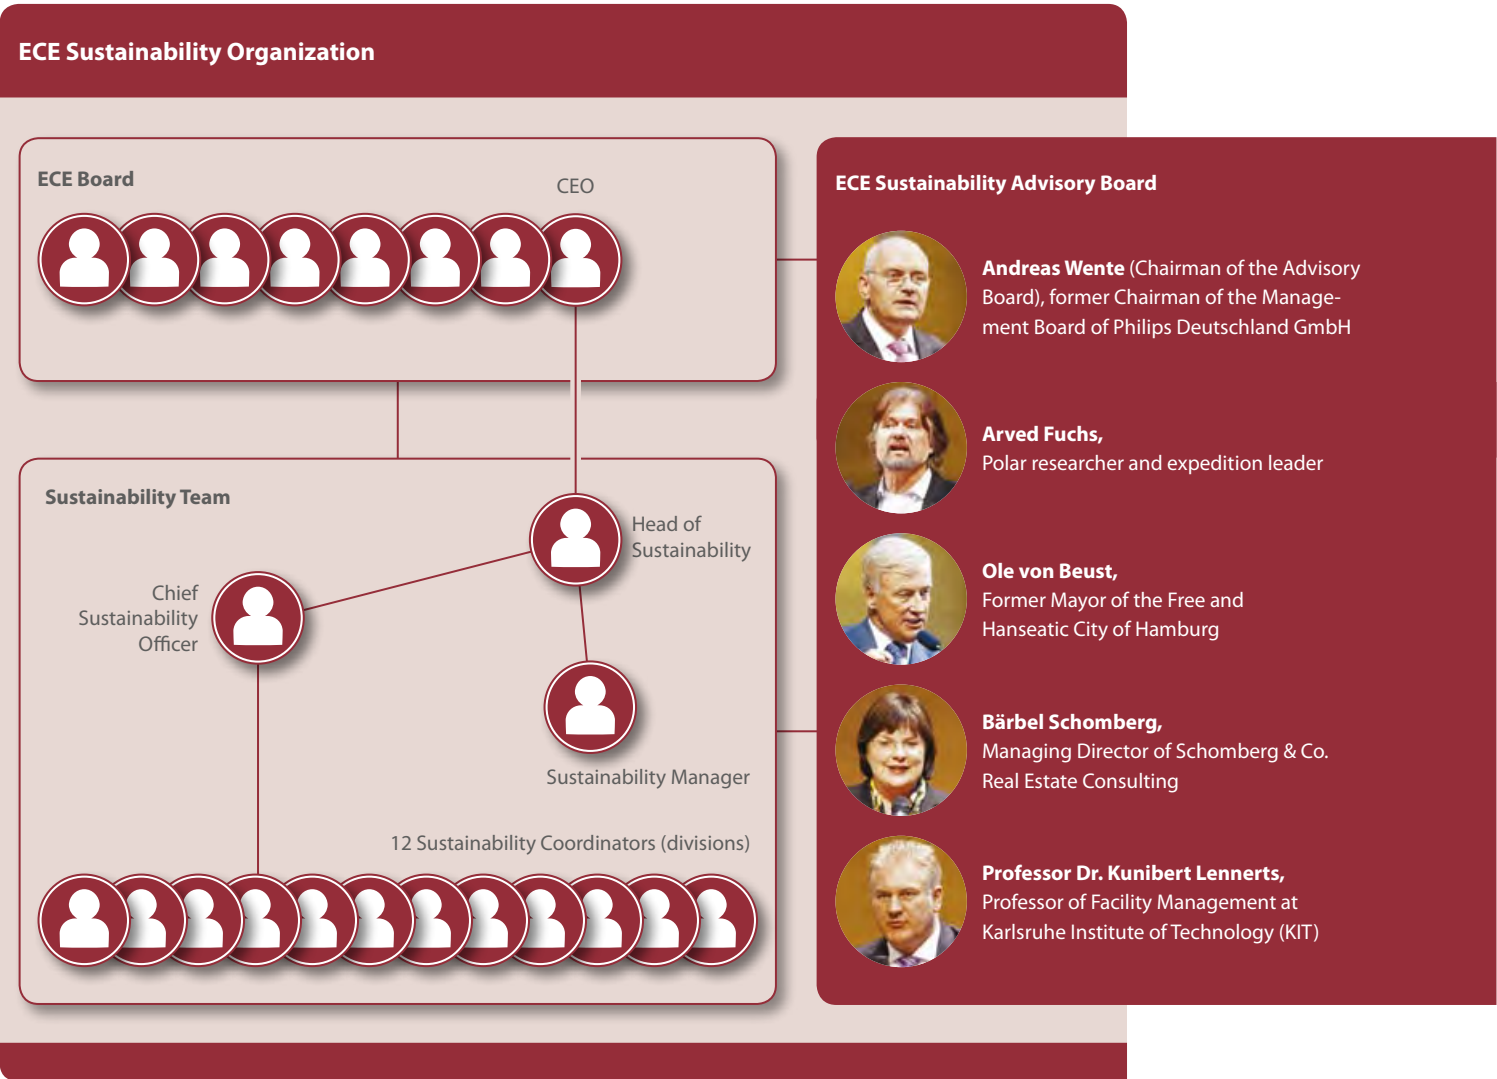 ECE Sustainability Organization
ECE Board
CEO
Sustainability Team
Head of
Sustainability
Chief
Sustainability
Officer
Sustainability Manager
12 Sustainability Coordinators (divisions)
ECE Sustainability Advisory Board
Andreas Wente (Chairman of the Advisory
Board), former Chairman of the Manage-
ment Board of Philips Deutschland GmbH
Arved Fuchs,
Polar researcher and expedition leader
Ole von Beust,
Former Mayor of the Free and
Hanseatic City of Hamburg
Bärbel Schomberg,
Managing Director of Schomberg & Co.
Real Estate Consulting
Professor Dr. Kunibert Lennerts,
Professor of Facility Management at
Karlsruhe Institute of Technology (KIT)